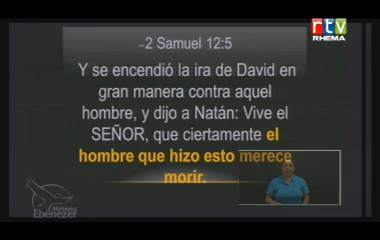 rtv
RHEMA
–2 Samuel 12:5
Y se encendió la ira de David en
gran manera contra aquel
hombre, y dijo a Natán: Vive el
SEÑOR, que ciertamente el
hombre que hizo esto merece
morir.
Ministerios
Ebenezer